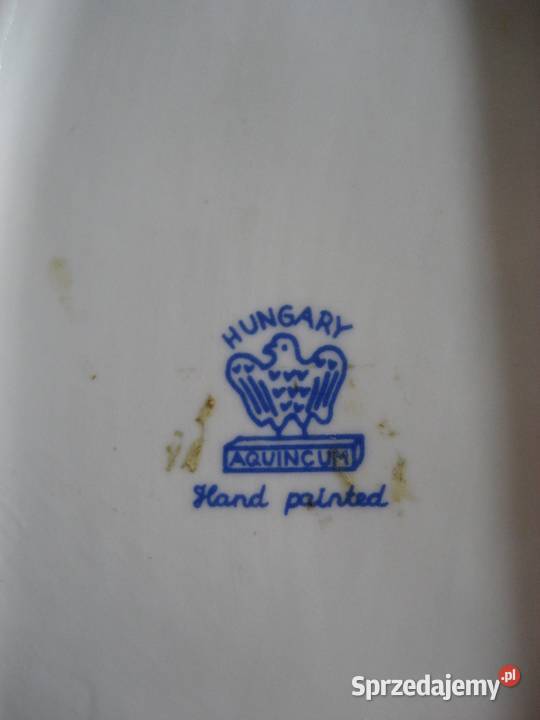 HUNGARY
AQUINCUM
Hand painted
Sprzedajemy.pl